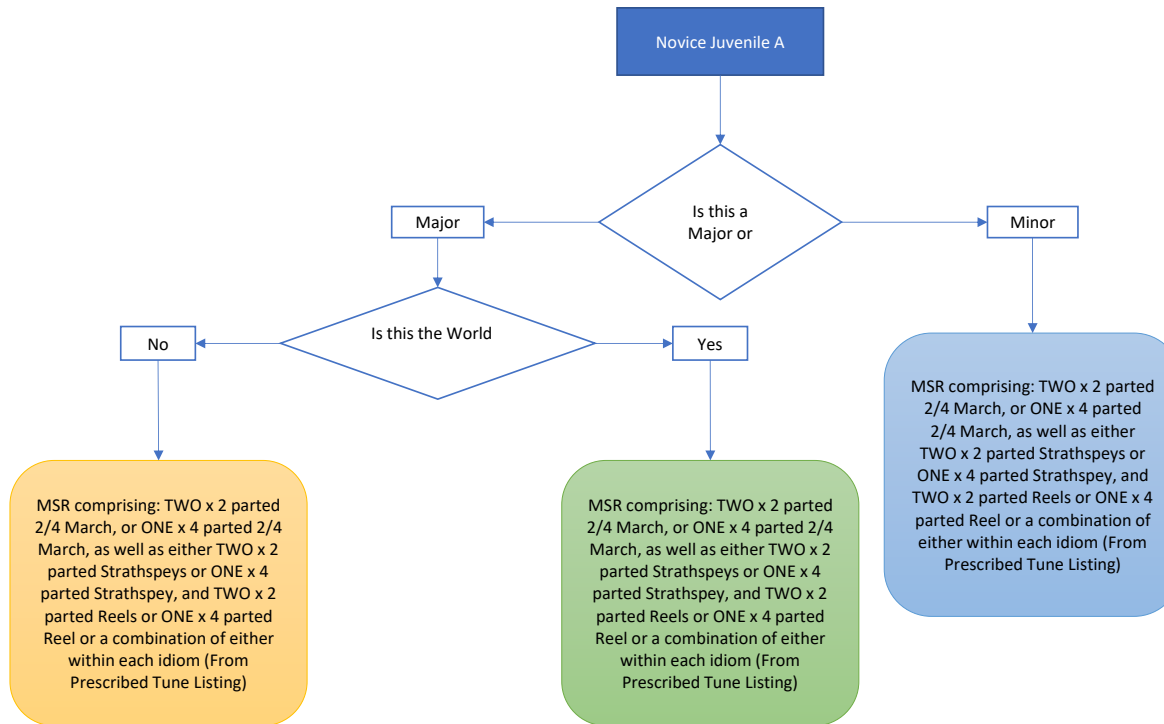 Novice Juvenile A
Is this a
Major or
Major
Minor
Is this the World
No
Yes
MSR comprising: TWO x 2 parted
2/4 March, or ONE x 4 parted
2/4 March, as well as either
TWO x 2 parted Strathspeys or
ONE x 4 parted Strathspey, and
TWO x 2 parted Reels or ONE x 4
parted Reel or a combination of
either within each idiom (From
Prescribed Tune Listing)
MSR comprising: TWO x 2 parted
2/4 March, or ONE x 4 parted 2/4
March, as well as either TWO x 2
parted Strathspeys or ONE x 4
parted Strathspey, and TWO x 2
parted Reels or ONE x 4 parted
Reel or a combination of either
within each idiom (From
Prescribed Tune Listing)
MSR comprising: TWO x 2 parted
2/4 March, or ONE x 4 parted 2/4
March, as well as either TWO x 2
parted Strathspeys or ONE x 4
parted Strathspey, and TWO x 2
parted Reels or ONE x 4 parted
Reel or a combination of either
within each idiom (From
Prescribed Tune Listing)